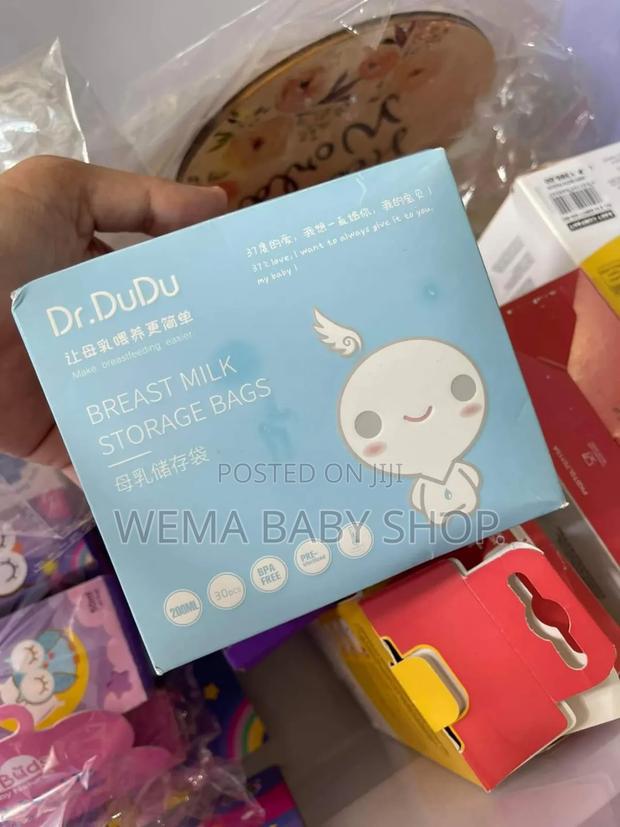 37度的爱，我想一直给你，我的宝贝！
37℃ love, I want to always give it to you,
my baby!
Dr.DuDu
让母乳喂养更简单
Make breastfeeding easier
BREAST MILK
STORAGE BAGS
母乳储存袋
POSTED ON JIJI
WEMA BABY SHOP.
200ML
30pcs
BPA
FREE
PRE-
sterilized